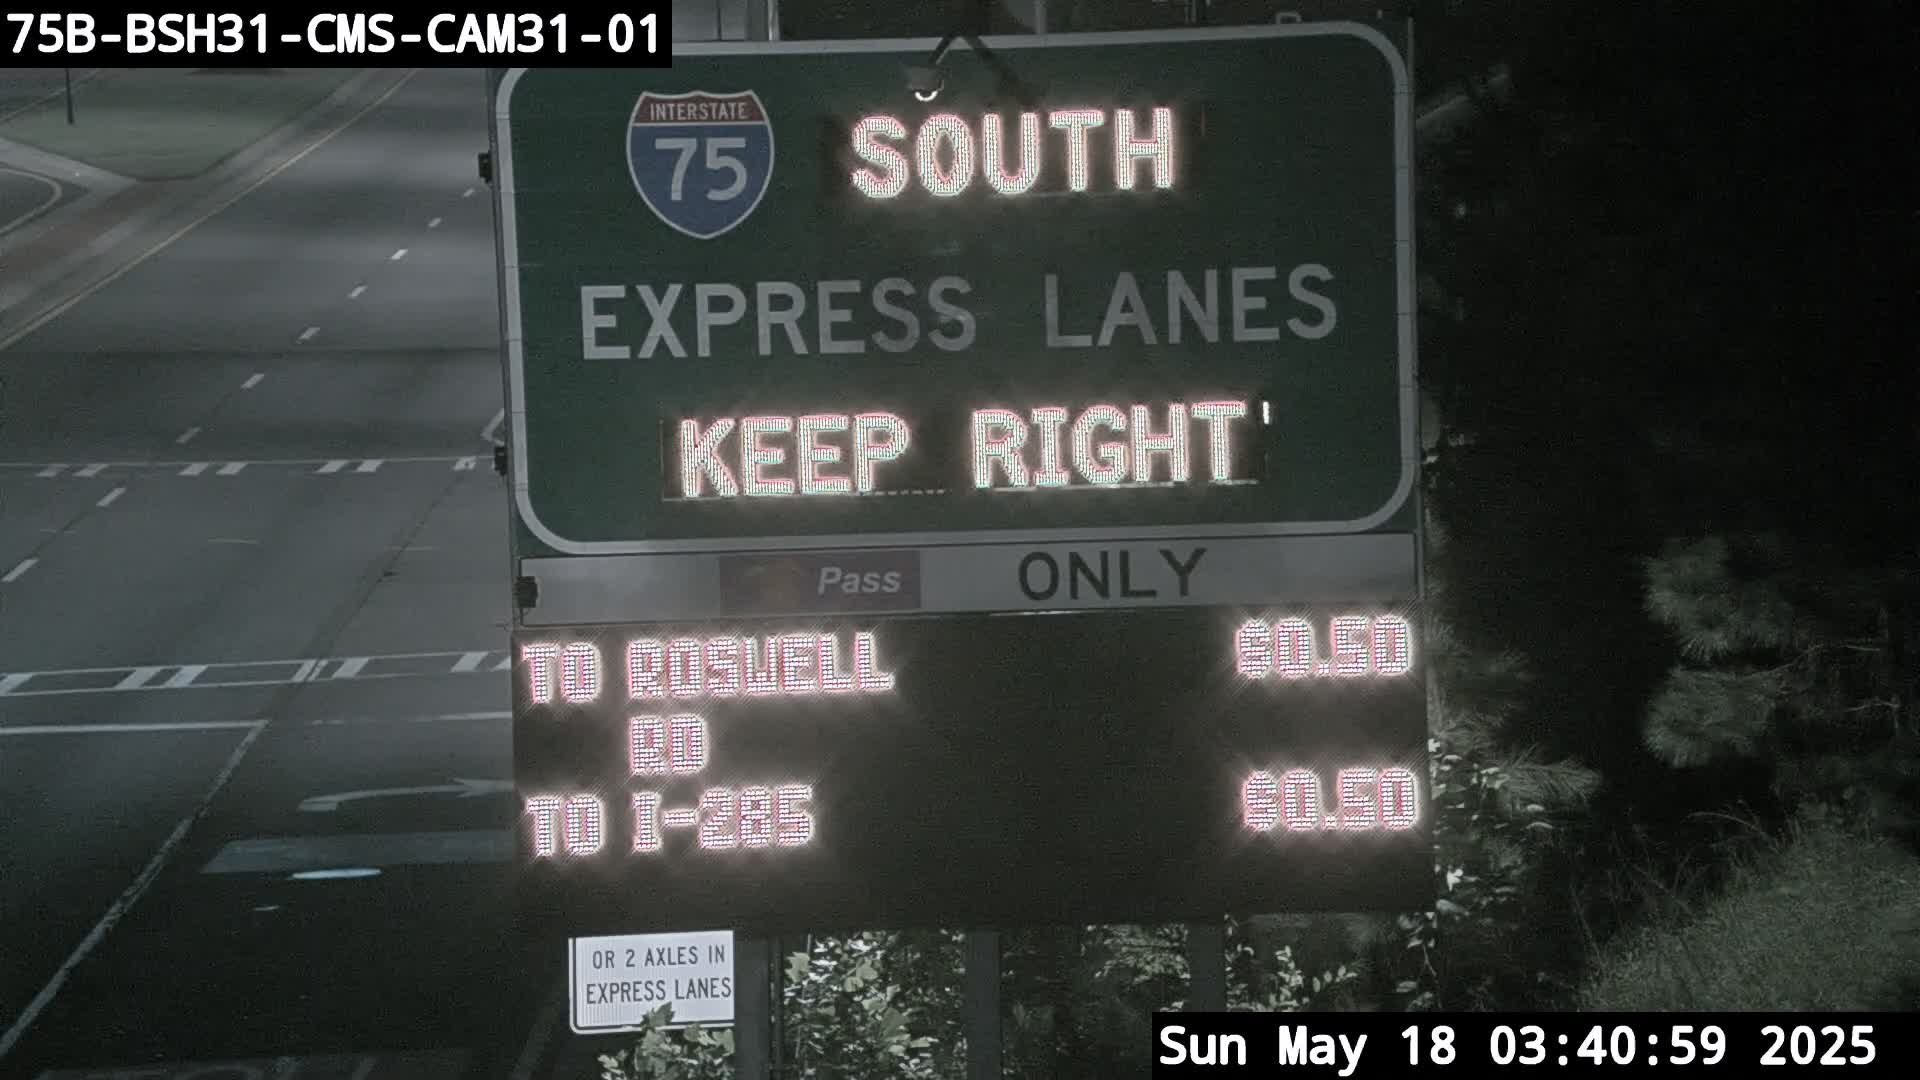 75B-BSH31-CMS-CAM31-01
INTERSTATE
75
SOUTH
EXPRESS LANES
KEEP RIGHT
Pass ONLY
TO ROSWELL $0.50
RD
TO I-285 $0.50
OR 2 AXLES IN
EXPRESS LANES
Sun May 18 03:40:59 2025